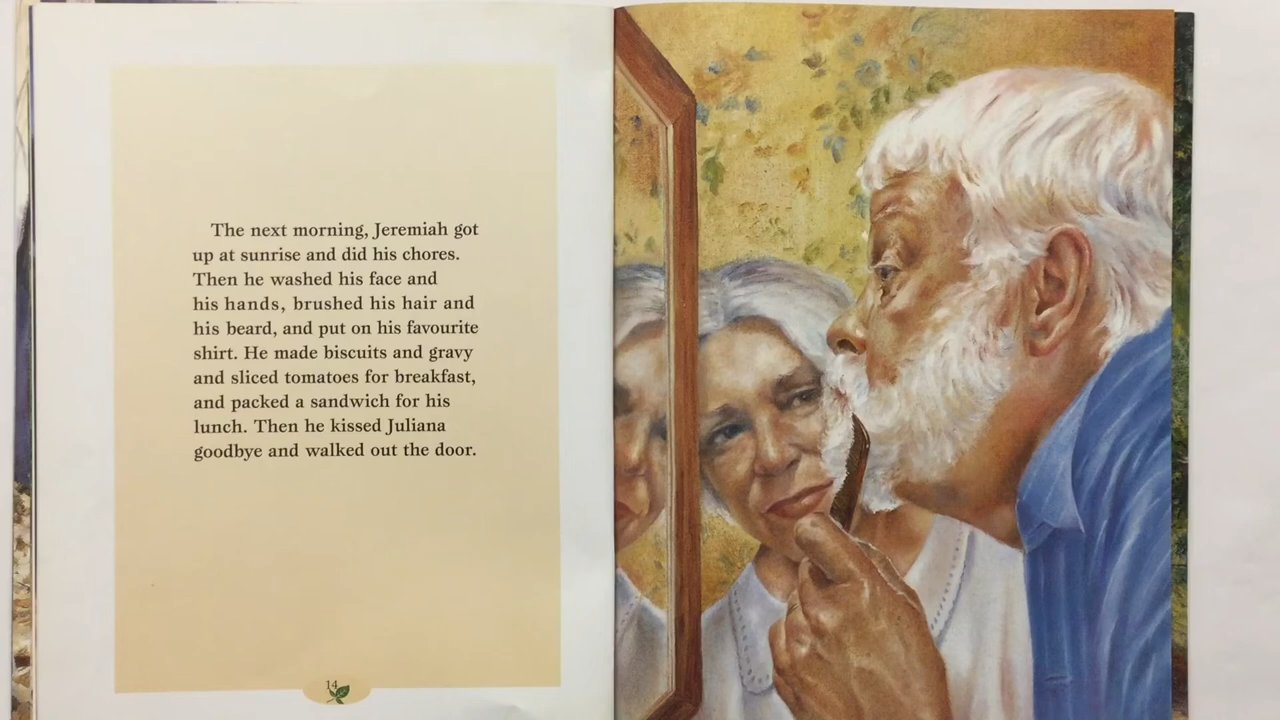 The next morning, Jeremiah got
up at sunrise and did his chores.
Then he washed his face and
his hands, brushed his hair and
his beard, and put on his favourite
shirt. He made biscuits and gravy
and sliced tomatoes for breakfast,
and packed a sandwich for his
lunch. Then he kissed Juliana
goodbye and walked out the door.
14